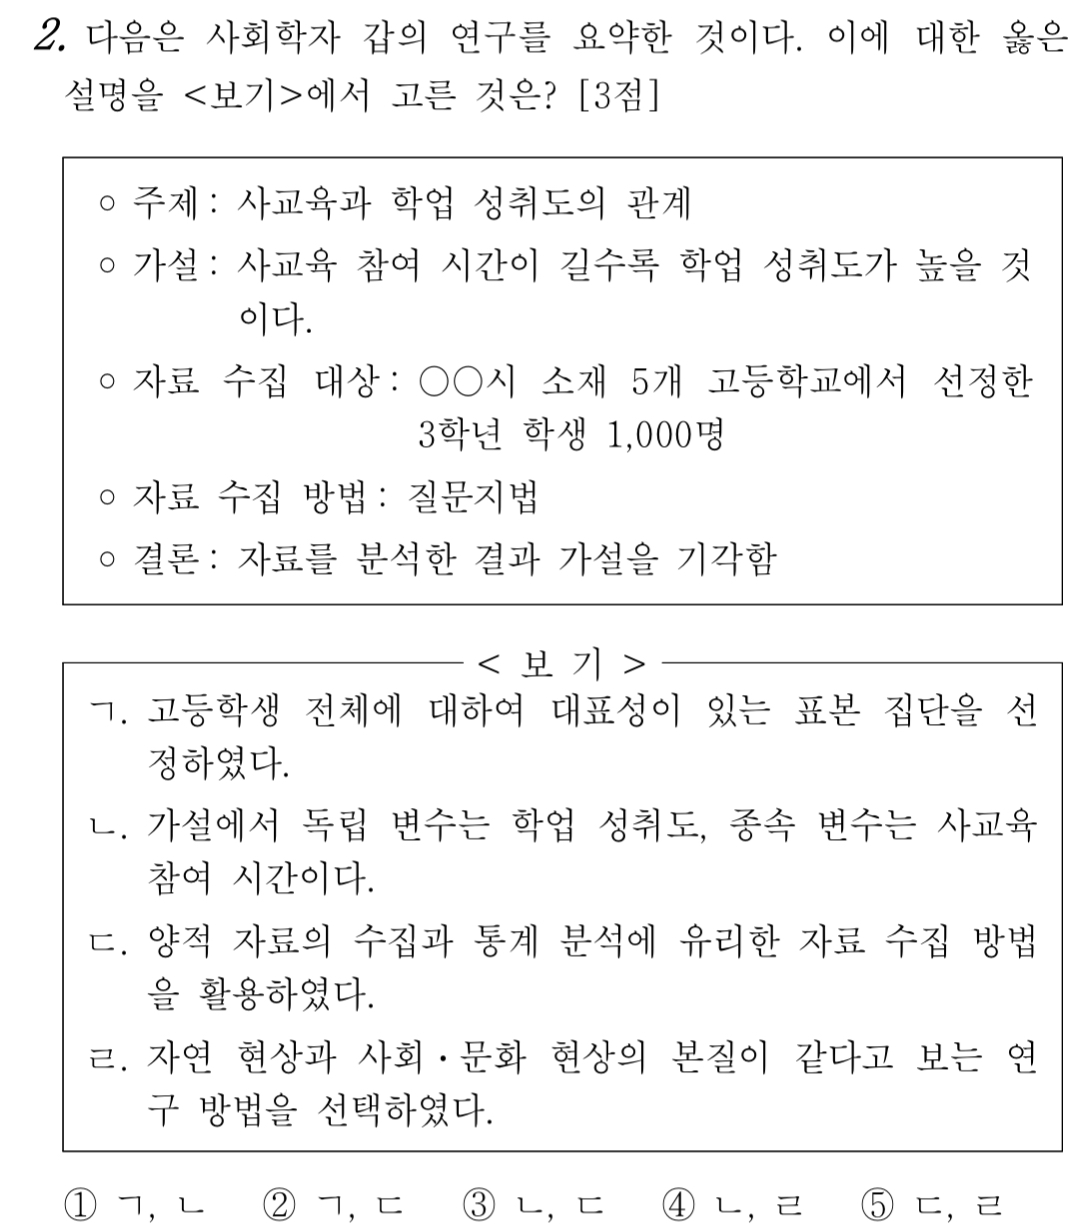 2. 다음은 사회학자 갑의 연구를 요약한 것이다. 이에 대한 옳은
설명을 <보기>에서 고른 것은? [3점]
○ 주제 : 사교육과 학업 성취도의 관계
○ 가설 : 사교육 참여 시간이 길수록 학업 성취도가 높을 것
이다.
○ 자료 수집 대상 : ○○시 소재 5개 고등학교에서 선정한
3학년 학생 1,000명
○ 자료 수집 방법 : 질문지법
○ 결론 : 자료를 분석한 결과 가설을 기각함
< 보 기 >
ㄱ. 고등학생 전체에 대하여 대표성이 있는 표본 집단을 선
정하였다.
ㄴ. 가설에서 독립 변수는 학업 성취도, 종속 변수는 사교육
참여 시간이다.
ㄷ. 양적 자료의 수집과 통계 분석에 유리한 자료 수집 방법
을 활용하였다.
ㄹ. 자연 현상과 사회・문화 현상의 본질이 같다고 보는 연
구 방법을 선택하였다.
① ㄱ, ㄴ ② ㄱ, ㄷ ③ ㄴ, ㄷ ④ ㄴ, ㄹ ⑤ ㄷ, ㄹ